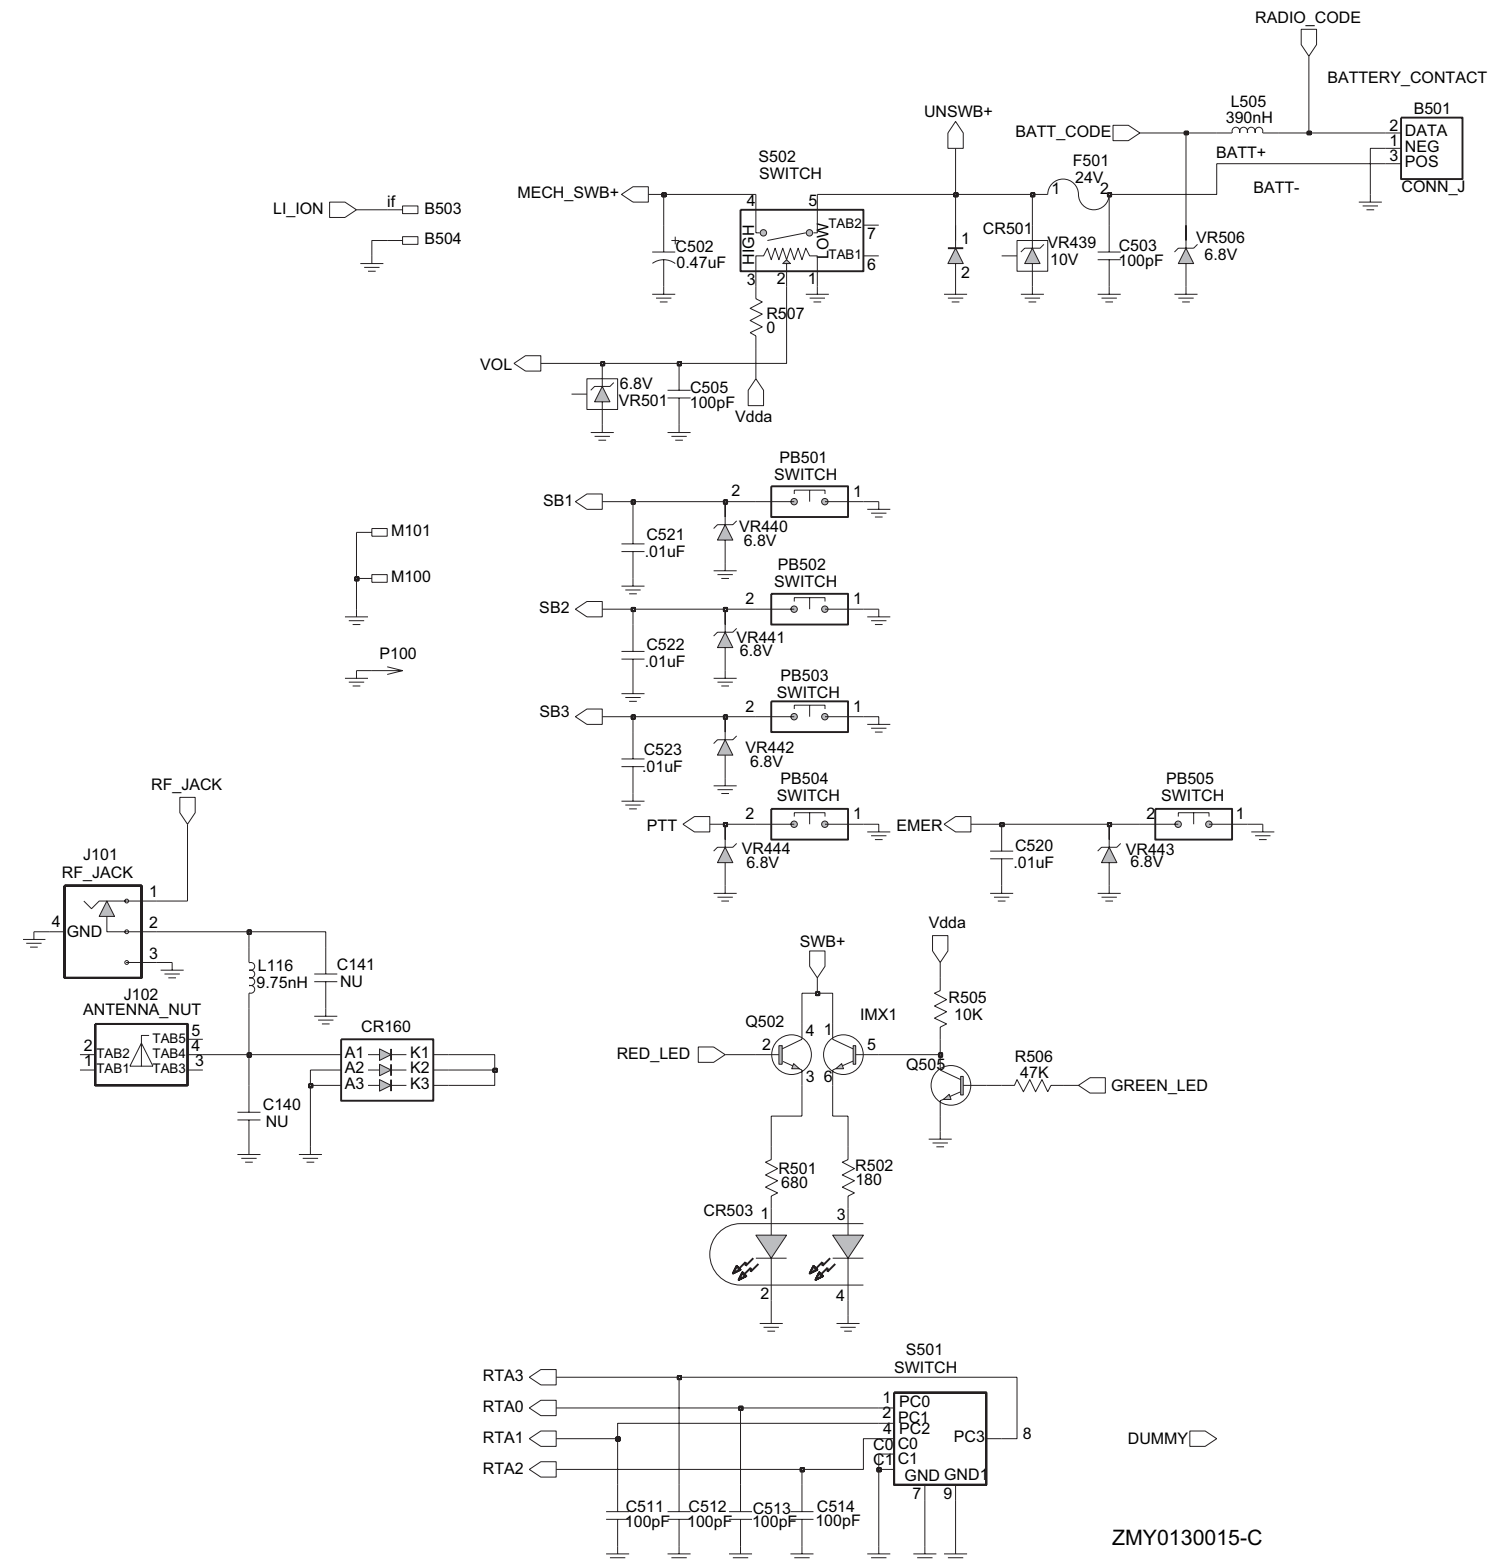 RADIO_CODE
BATTERY_CONTACT
L505
390nH
B501
UNSWB+
BATT_CODE
2 DATA
1 NEG
3 POS
CONN_J
BATT+
BATT-
F501
24V
1 2
S502
SWITCH
MECH_SWB+
4 5
LI_ION
if
B503
B504
HIGH
LOW
TAB2
7
TAB1
6
3 2 1
+
C502
0.47uF
1
2
CR501
VR439
10V
C503
100pF
VR506
6.8V
R507
0
VOL
6.8V
VR501
C505
100pF
Vdda
PB501
SWITCH
SB1
2 1
C521
.01uF
VR440
6.8V
M101
M100
PB502
SWITCH
SB2
2 1
C522
.01uF
VR441
6.8V
P100
PB503
SWITCH
SB3
2 1
C523
.01uF
VR442
6.8V
PB504
SWITCH
PTT
2 1
VR444
6.8V
PB505
SWITCH
EMER
2 1
C520
.01uF
VR443
6.8V
RF_JACK
J101
RF_JACK
1
4 GND
2
3
L116
9.75nH
C141
NU
J102
ANTENNA_NUT
TAB5 5
2 TAB2 TAB4 4
1 TAB1 TAB3 3
CR160
A1 K1
A2 K2
A3 K3
C140
NU
SWB+
Vdda
R505
10K
Q502
IMX1
4 1
RED_LED
2 5
3 6
Q505
R506
47K
GREEN_LED
R501
680
R502
180
CR503
1 3
2 4
S501
SWITCH
RTA3
RTA0
RTA1
RTA2
1 PC0
2 PC1
4 PC2
C0 C0
C1 C1
PC3 8
GND GND1
7 9
C511
100pF
C512
100pF
C513
100pF
C514
100pF
DUMMY
ZMY0130015-C